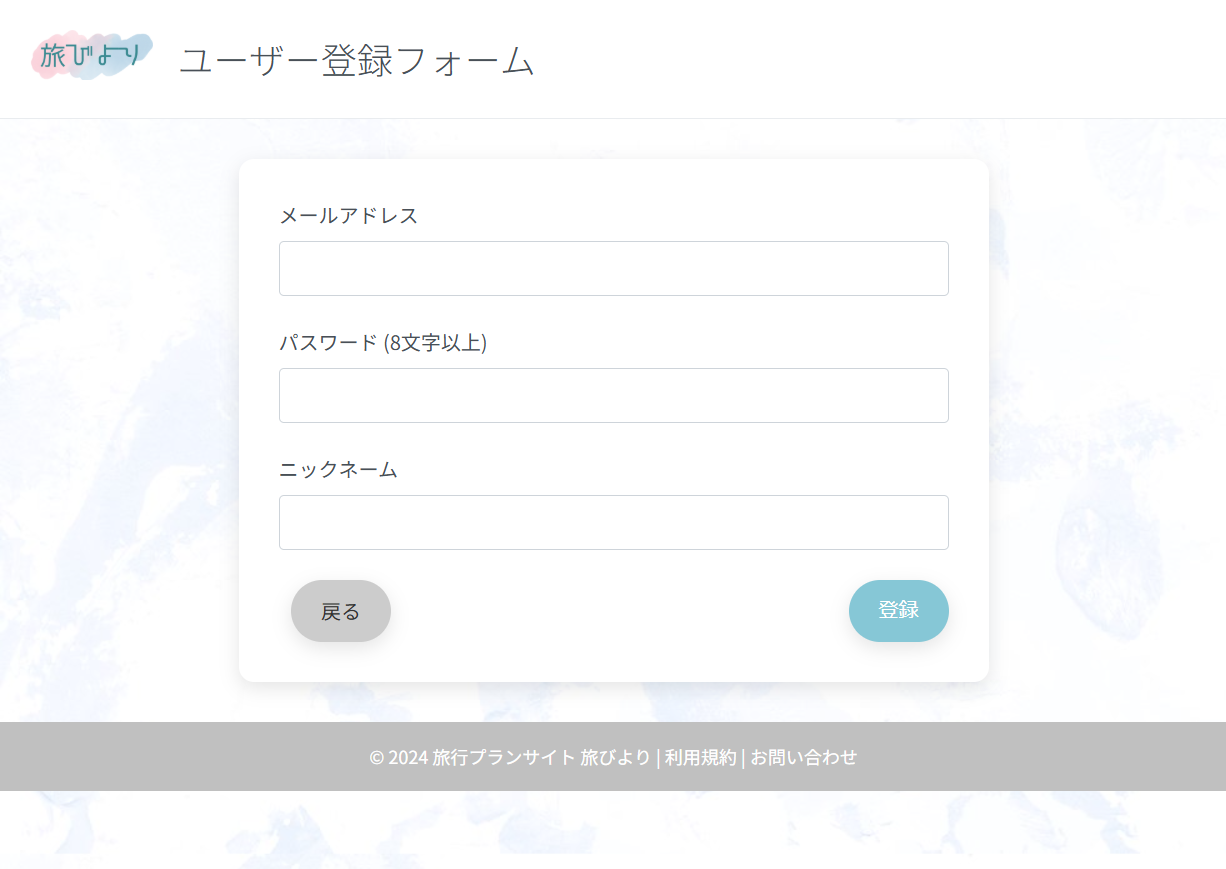 旅びより
ユーザー登録フォーム
メールアドレス
パスワード (8文字以上)
ニックネーム
戻る
登録
© 2024 旅行プランサイト 旅びより | 利用規約 | お問い合わせ